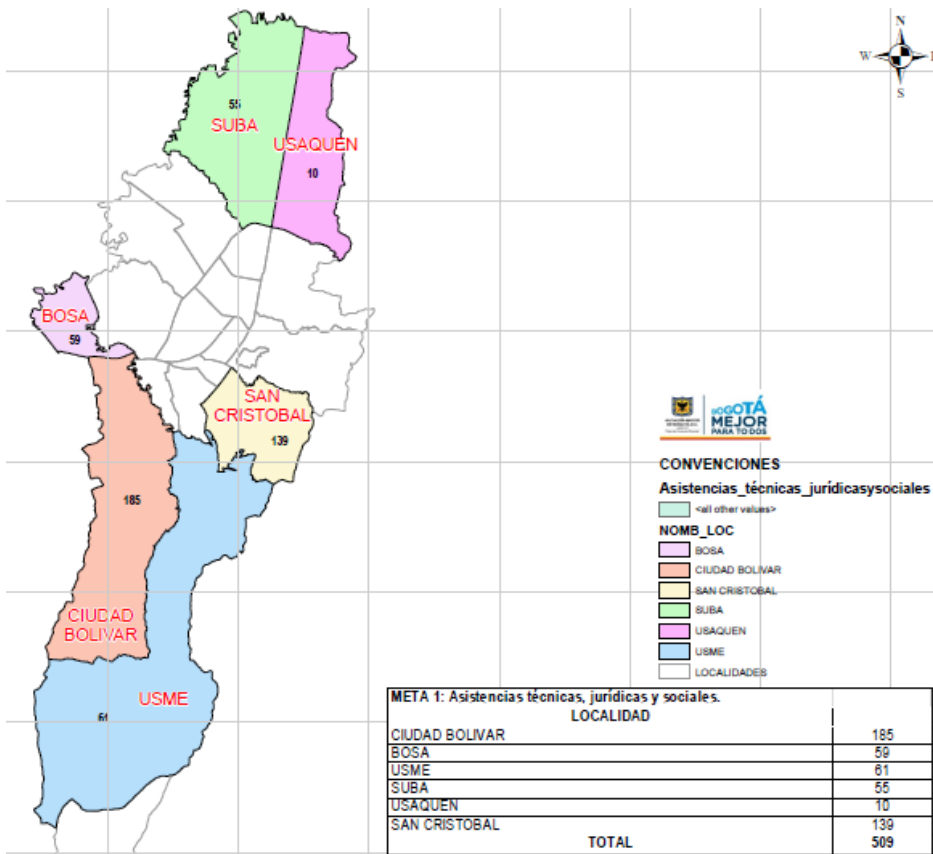 N
W
S
55
SUBA
USAQUEN
10
BOSA
59
SAN
CRISTOBAL
139
185
CIUDAD
BOLIVAR
USME
61
BOGOTÁ
MEJOR
PARA TODOS
CONVENCIONES
Asistencias_técnicas_jurídicasysociales
<all other values>
NOMB_LOC
BOSA
CIUDAD BOLIVAR
SAN CRISTOBAL
SUBA
USAQUEN
USME
LOCALIDADES
META 1: Asistencias técnicas, jurídicas y sociales.
LOCALIDAD
CIUDAD BOLIVAR 185
BOSA 59
USME 61
SUBA 55
USAQUEN 10
SAN CRISTOBAL 139
TOTAL 509